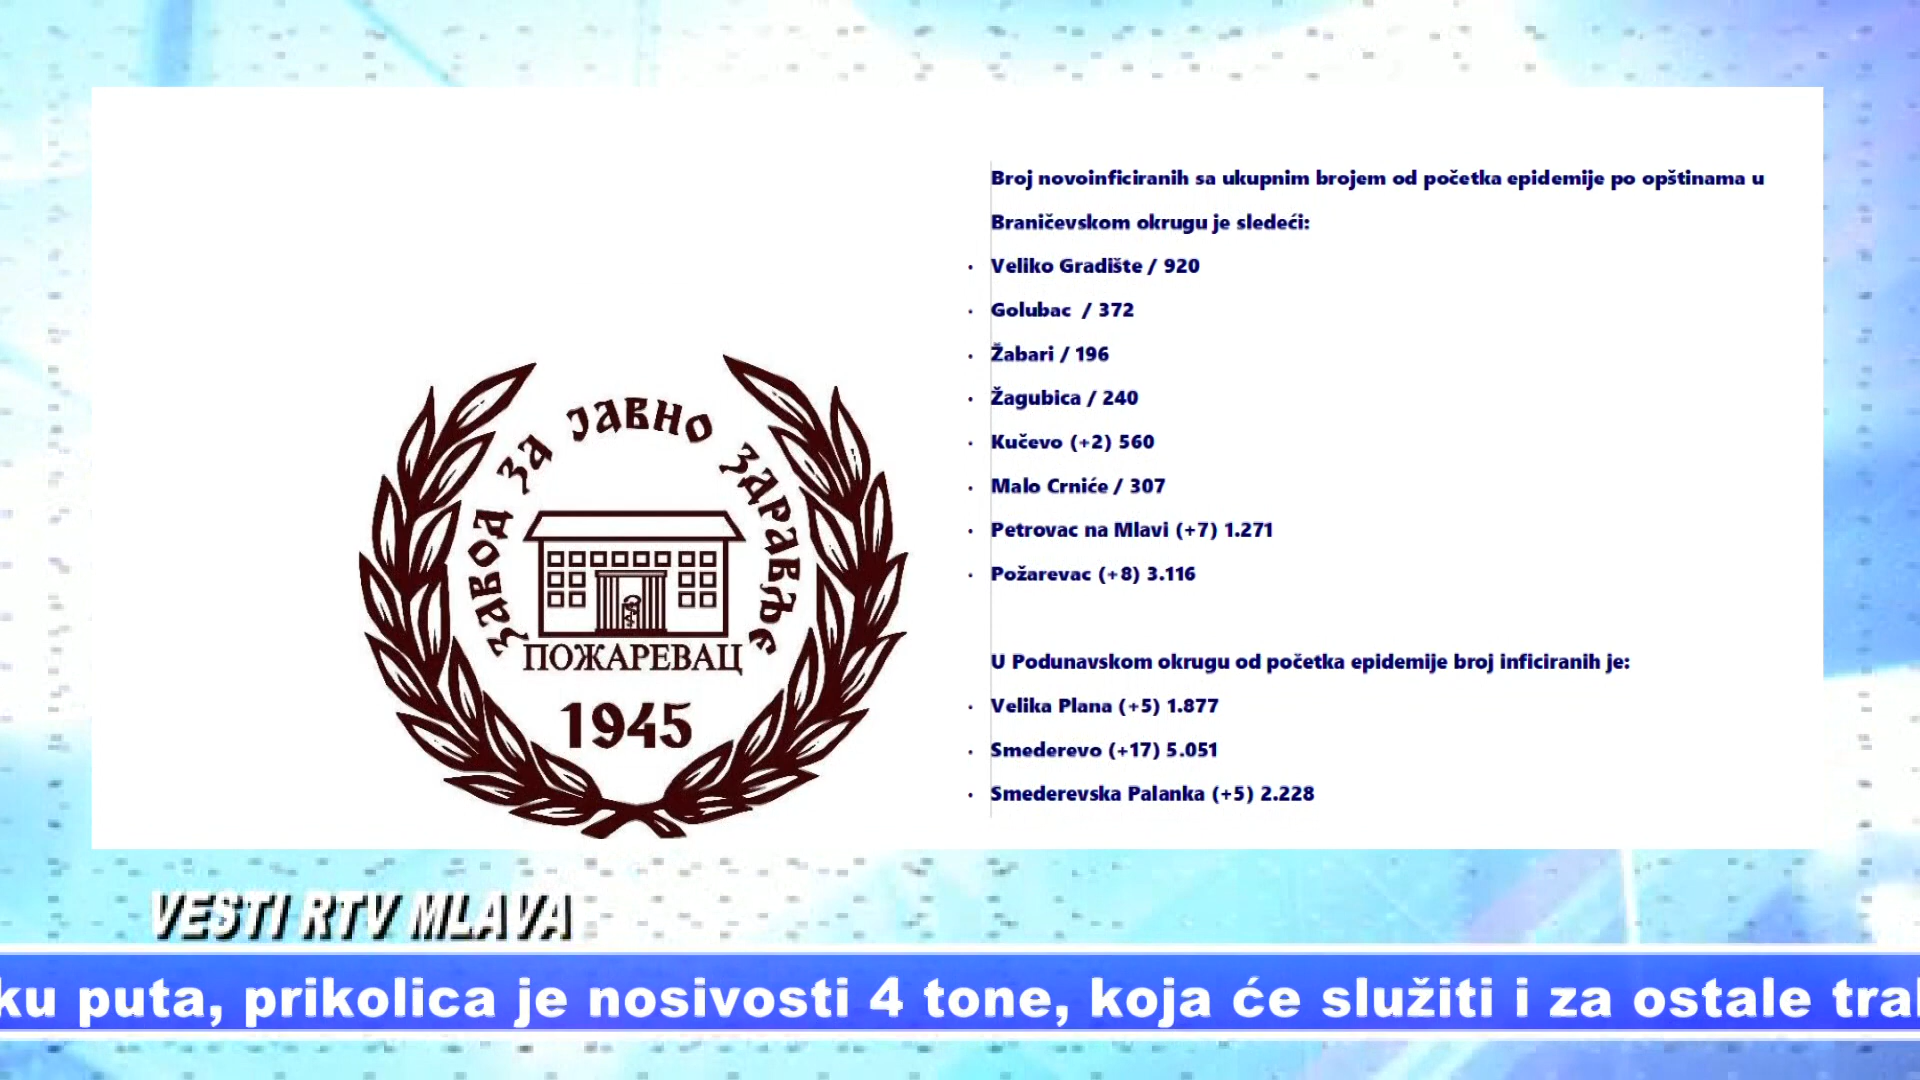 Broj novoinficiranih sa ukupnim brojem od početka epidemije po opštinama u
Braničevskom okrugu je sledeći:
• Veliko Gradište / 920
• Golubac / 372
• Žabari / 196
• Žagubica / 240
• Kučevo (+2) 560
• Malo Crniće / 307
• Petrovac na Mlavi (+7) 1.271
• Požarevac (+8) 3.116
U Podunavskom okrugu od početka epidemije broj inficiranih je:
• Velika Plana (+5) 1.877
• Smederevo (+17) 5.051
• Smederevska Palanka (+5) 2.228
ЗАВОД ЗА ЈАВНО ЗДРАВЉЕ
ПОЖАРЕВАЦ
1945
VESTI RTV MLAVA
ku puta, prikolica je nosivosti 4 tone, koja će služiti i za ostale